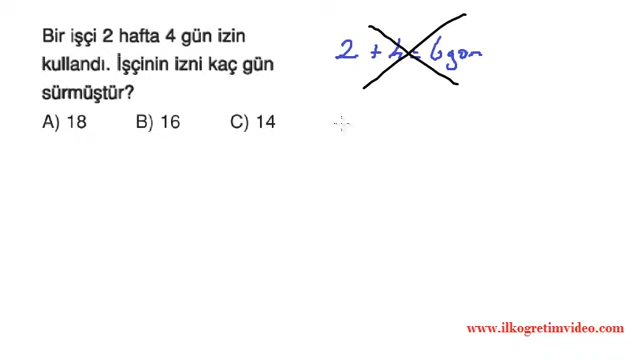 Bir işçi 2 hafta 4 gün izin
kullandı. İşçinin izni kaç gün
sürmüştür?
A) 18 B) 16 C) 14
2 + 4 = 6 gün
www.ilkogretimvideo.com